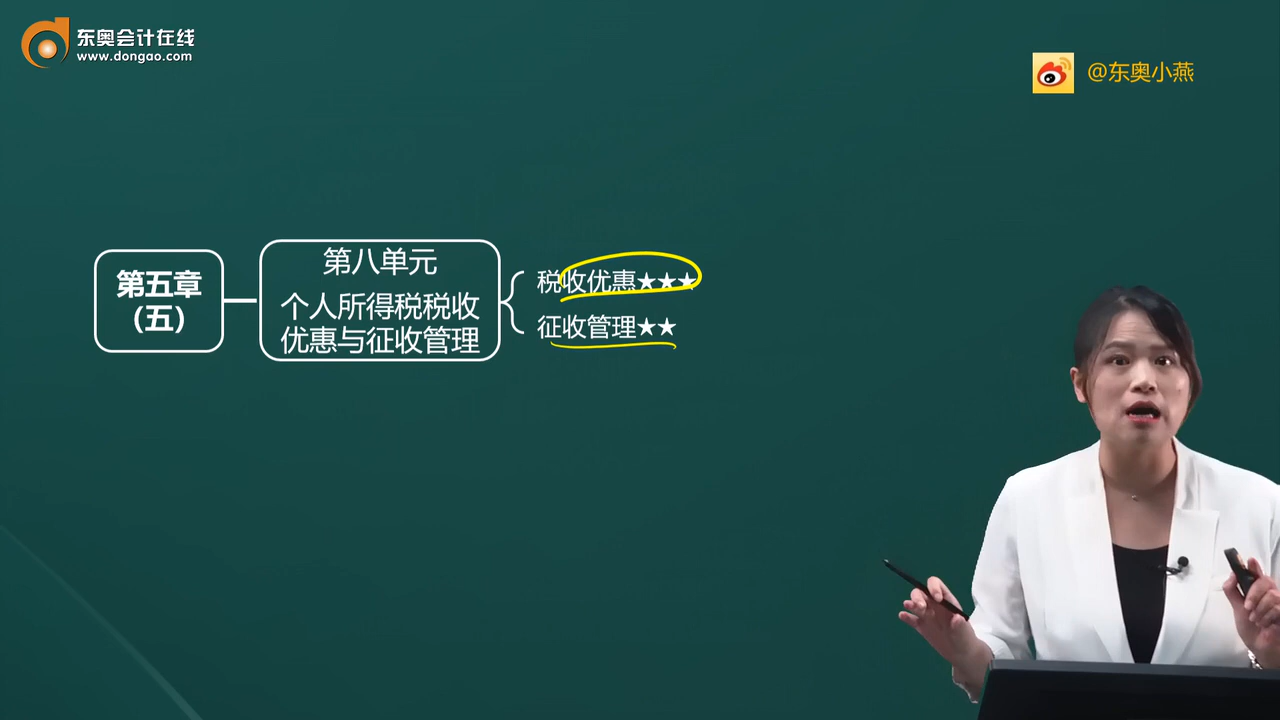 东奥会计在线
www.dongao.com
@东奥小燕
第五章
（五）
第八单元
个人所得税税收
优惠与征收管理
税收优惠★★★
征收管理★★